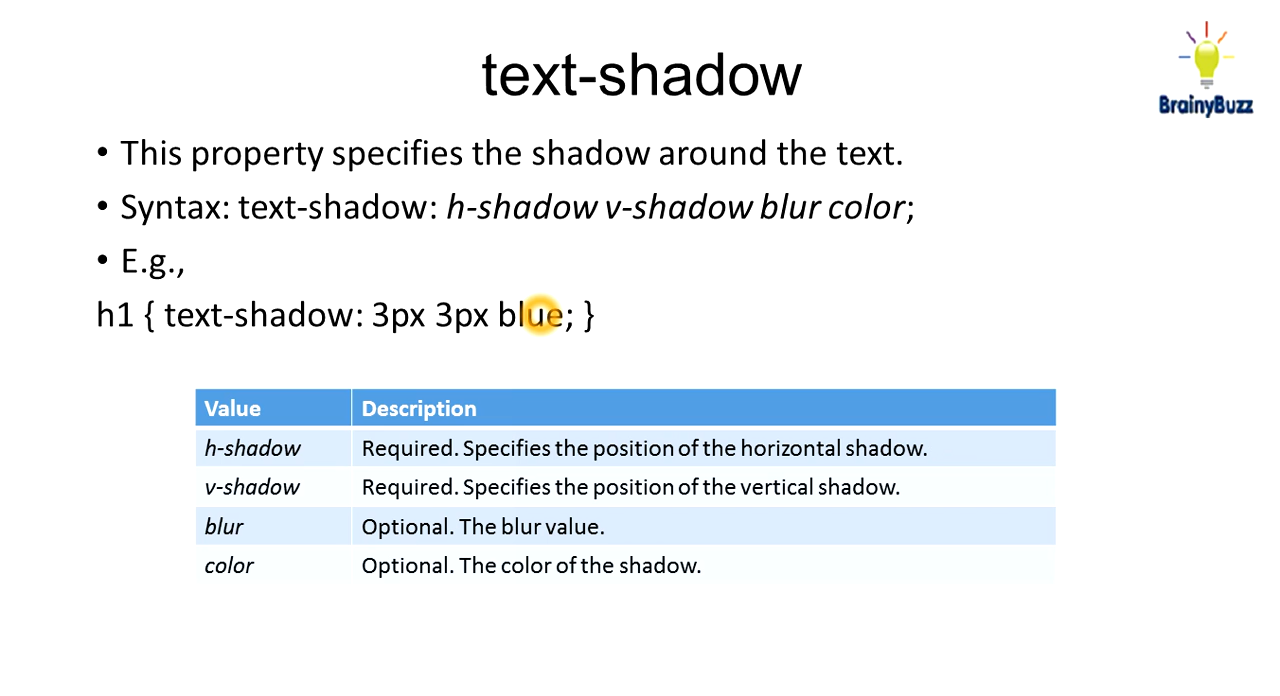 text-shadow
BrainyBuzz
• This property specifies the shadow around the text.
• Syntax: text-shadow: h-shadow v-shadow blur color;
• E.g.,
h1 { text-shadow: 3px 3px blue; }
Value Description
h-shadow Required. Specifies the position of the horizontal shadow.
v-shadow Required. Specifies the position of the vertical shadow.
blur Optional. The blur value.
color Optional. The color of the shadow.